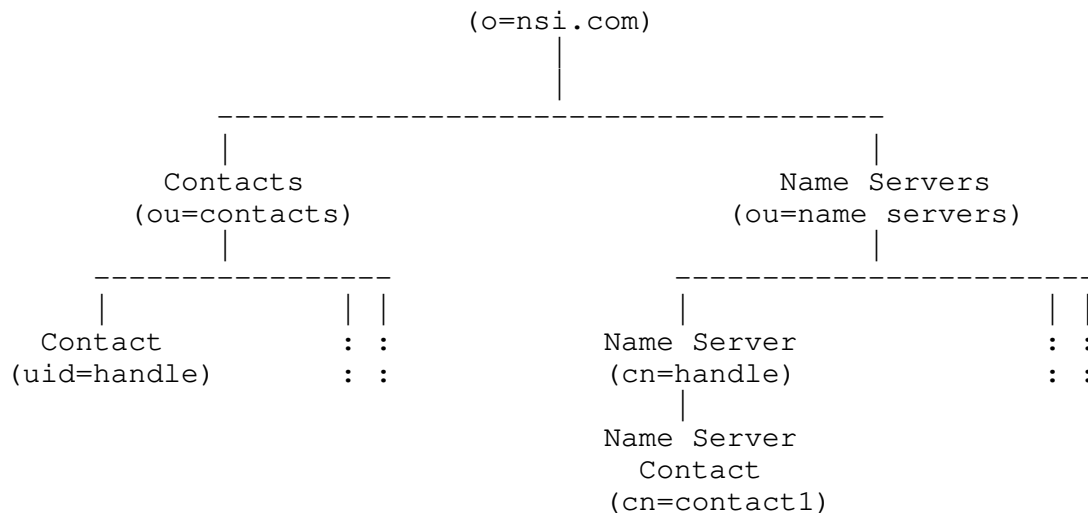 (o=nsi.com)
|
|
--------------------------------------
| |
Contacts Name Servers
(ou=contacts) (ou=name servers)
| |
----------------- ------------------------
| | | | | |
Contact : : Name Server : :
(uid=handle) : : (cn=handle) : :
|
Name Server
Contact
(cn=contact1)